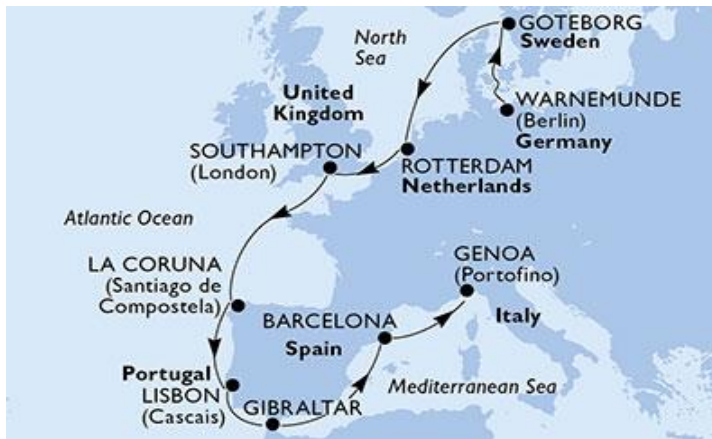 GOTEBORG
Sweden
North
Sea
WARNEMUNDE
(Berlin)
Germany
United
Kingdom
SOUTHAMPTON
(London)
ROTTERDAM
Netherlands
Atlantic Ocean
LA CORUNA
(Santiago de
Compostela)
GENOA
(Portofino)
Italy
BARCELONA
Spain
Portugal
LISBON
(Cascais)
GIBRALTAR
Mediterranean Sea